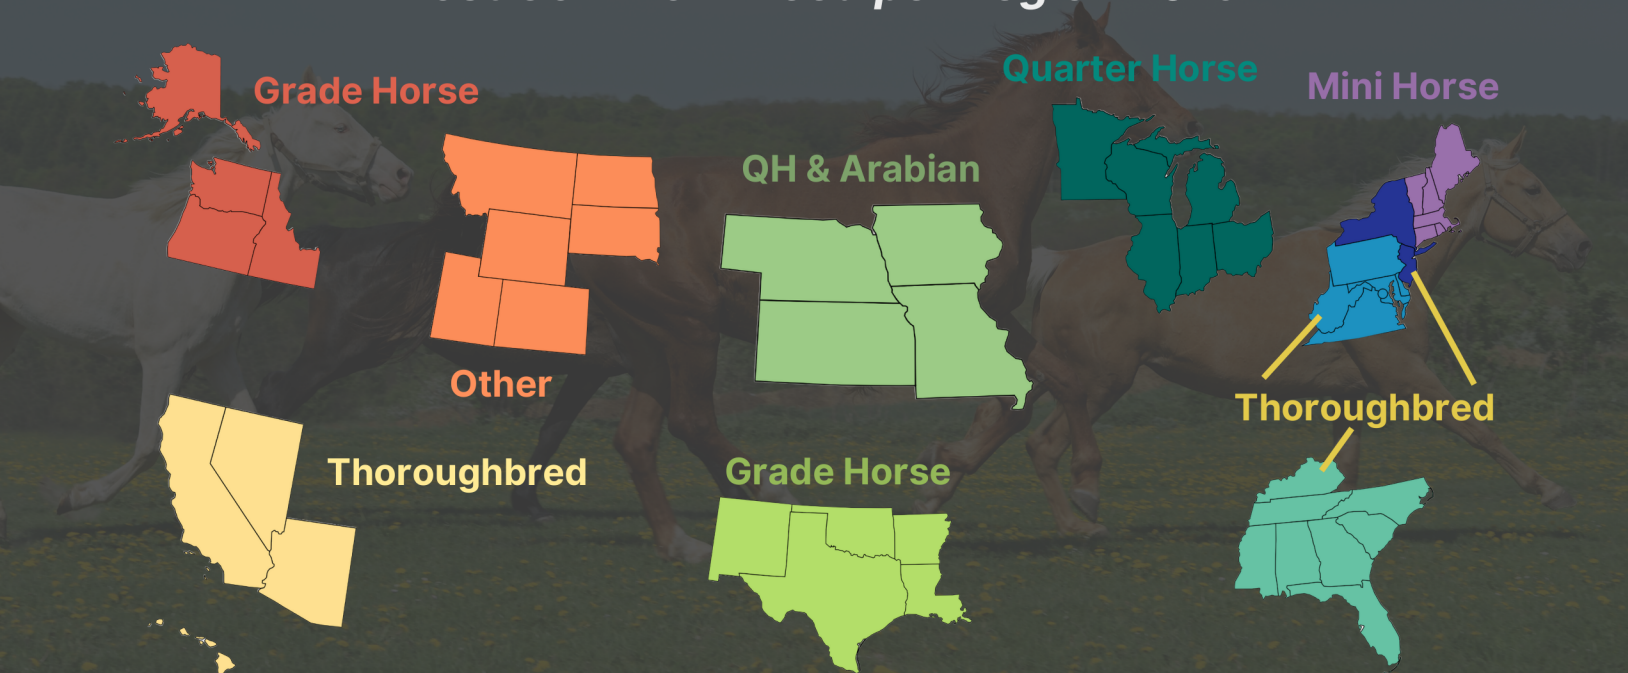 Grade Horse
Quarter Horse
Mini Horse
QH & Arabian
Other
Thoroughbred
Thoroughbred
Grade Horse